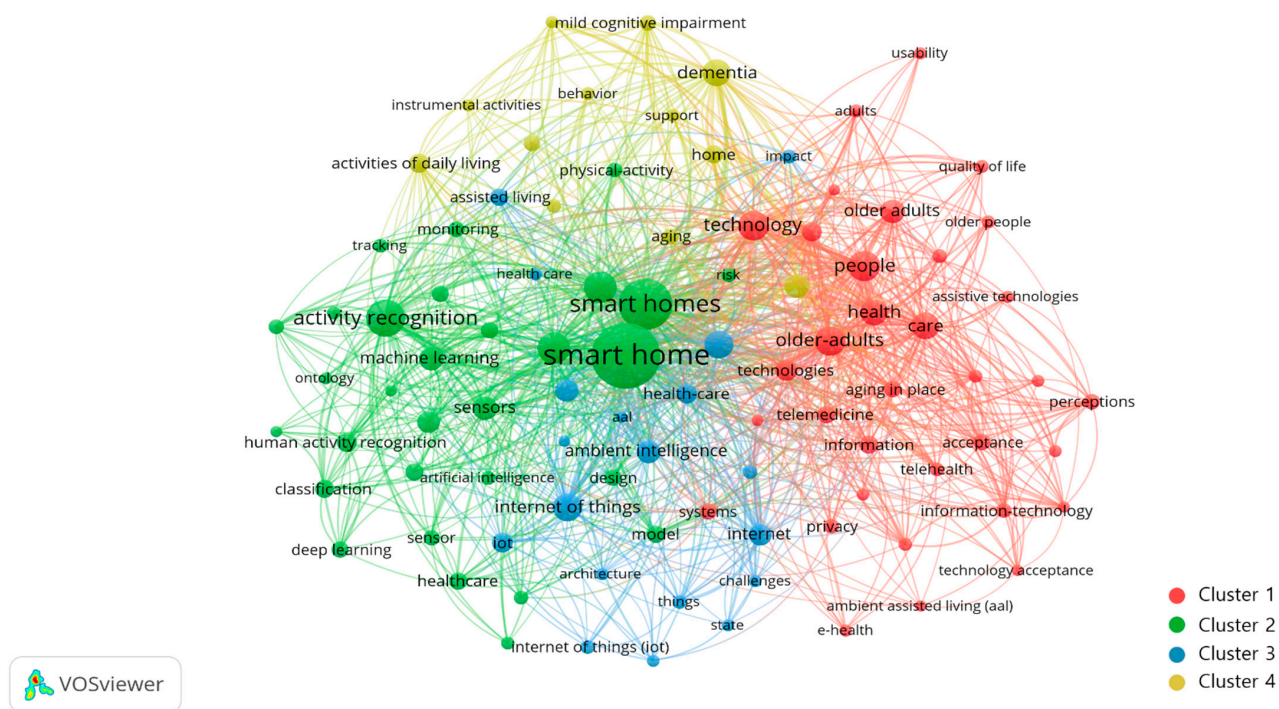 mild cognitive impairment
usability
dementia
behavior
instrumental activities
support
adults
home
impact
activities of daily living
physical-activity
quality of life
assisted living
older adults
technology
older people
monitoring
aging
tracking
people
health care
risk
assistive technologies
smart homes
activity recognition
health
care
older-adults
smart home
machine learning
technologies
ontology
aging in place
health-care
perceptions
sensors
aal
telemedicine
human activity recognition
information
acceptance
ambient intelligence
telehealth
artificial intelligence
design
classification
internet of things
systems
information-technology
privacy
model
internet
sensor
iot
deep learning
technology acceptance
architecture
healthcare
challenges
things
ambient assisted living (aal)
state
e-health
internet of things (iot)
Cluster 1
Cluster 2
Cluster 3
Cluster 4
VOSviewer